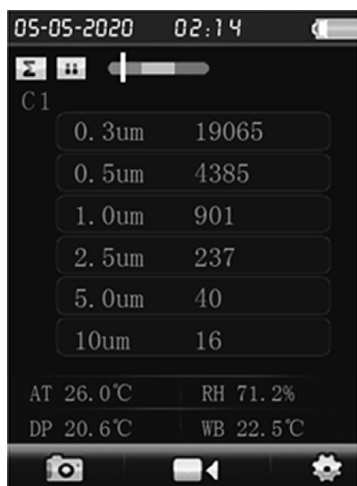 05-05-2020 02:14
Σ
C1
0.3um 19065
0.5um 4385
1.0um 901
2.5um 237
5.0um 40
10um 16
AT 26.0℃ RH 71.2%
DP 20.6℃ WB 22.5℃